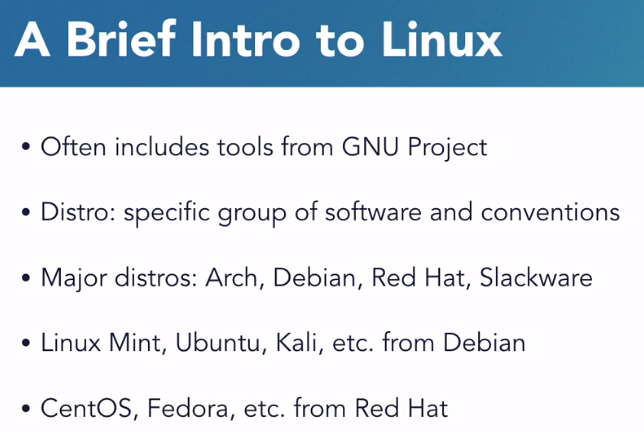 A Brief Intro to Linux
• Often includes tools from GNU Project
• Distro: specific group of software and conventions
• Major distros: Arch, Debian, Red Hat, Slackware
• Linux Mint, Ubuntu, Kali, etc. from Debian
• CentOS, Fedora, etc. from Red Hat